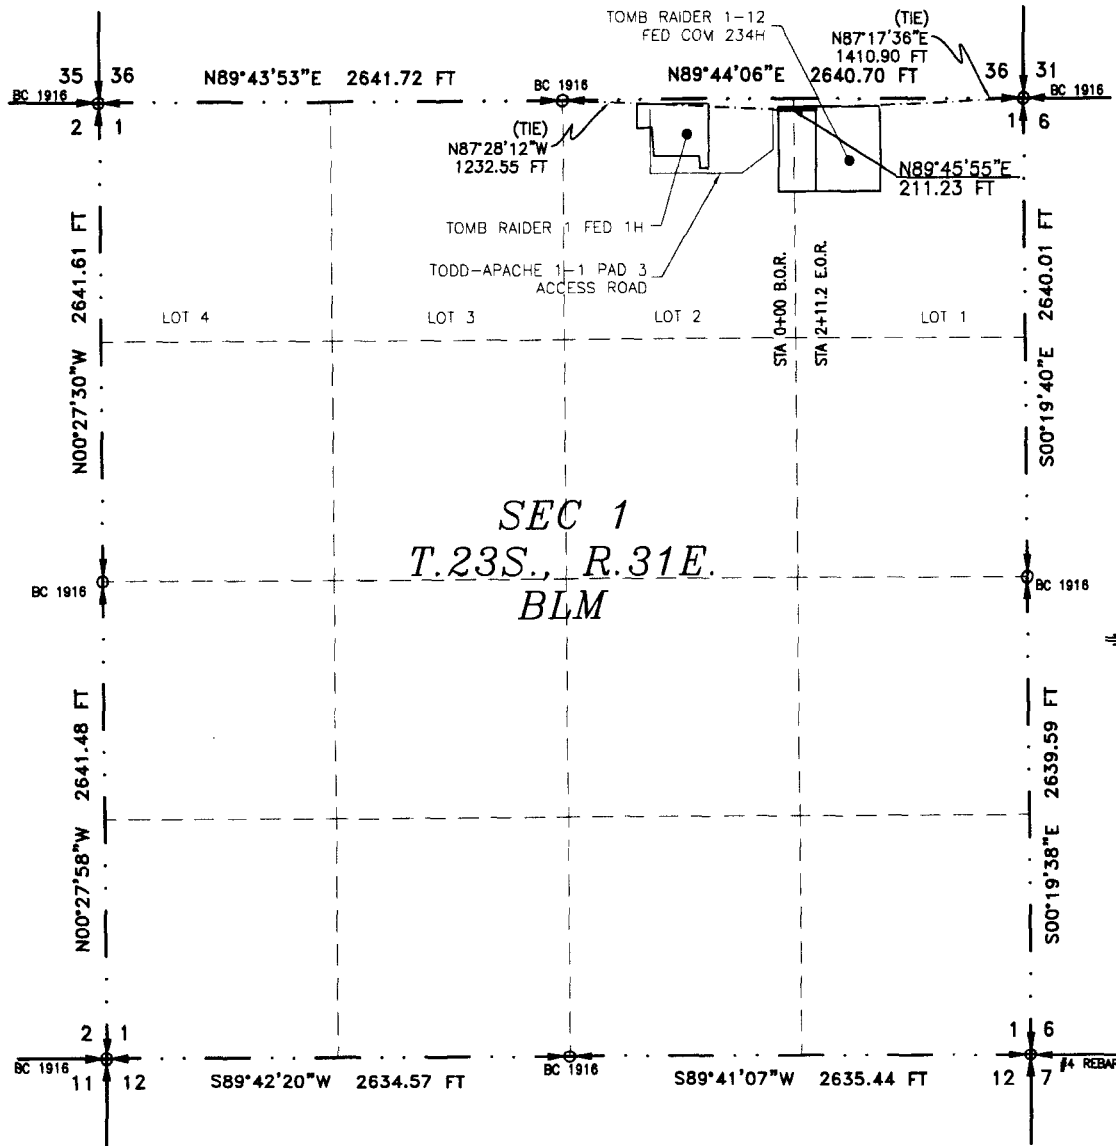 TOMB RAIDER 1-12
FED COM 234H
(TIE)
N87°17'36"E
1410.90 FT
35 36
N89°43'53"E 2641.72 FT
N89°44'06"E 2640.70 FT
36 31
BC 1916
BC 1916
BC 1916
2 1
1 6
(TIE)
N87°28'12"W
1232.55 FT
N89°45'55"E
211.23 FT
TOMB RAIDER 1 FED 1H
TODD-APACHE 1-1 PAD 3
ACCESS ROAD
N00°27'30"W 2641.61 FT
STA 0+00 B.O.R.
STA 2+11.2 E.O.R.
S00°19'40"E 2640.01 FT
LOT 4
LOT 3
LOT 2
LOT 1
SEC 1
T.23S., R.31E.
BLM
BC 1916
BC 1916
N00°27'58"W 2641.48 FT
S00°19'38"E 2639.59 FT
2 1
1 6
BC 1916
BC 1916
#4 REBAR
11 12
S89°42'20"W 2634.57 FT
S89°41'07"W 2635.44 FT
12 7